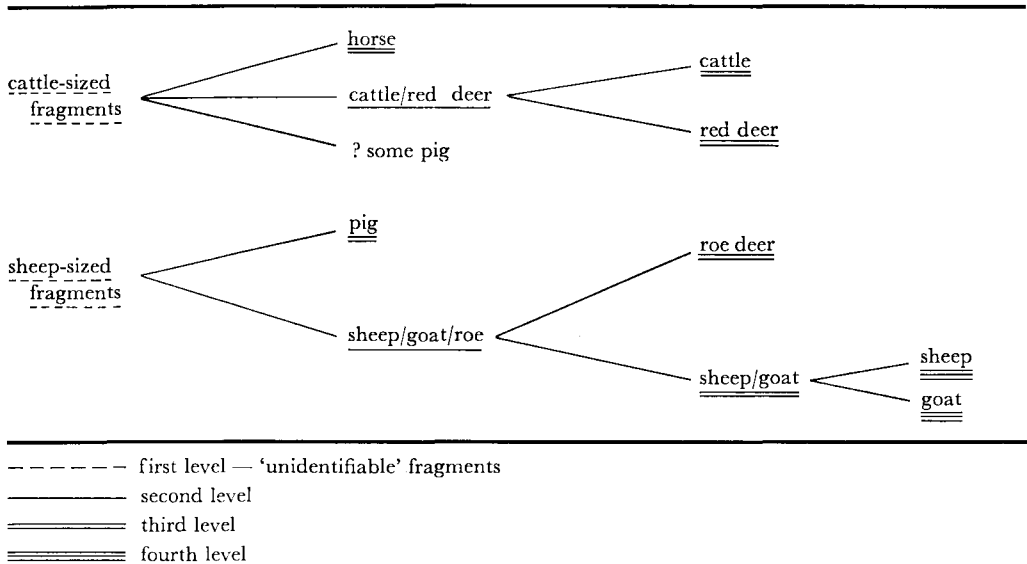 horse
cattle-sized
fragments
cattle/red deer
? some pig
cattle
red deer
pig
sheep-sized
fragments
sheep/goat/roe
roe deer
sheep/goat
sheep
goat
first level — ‘unidentifiable’ fragments
second level
third level
fourth level